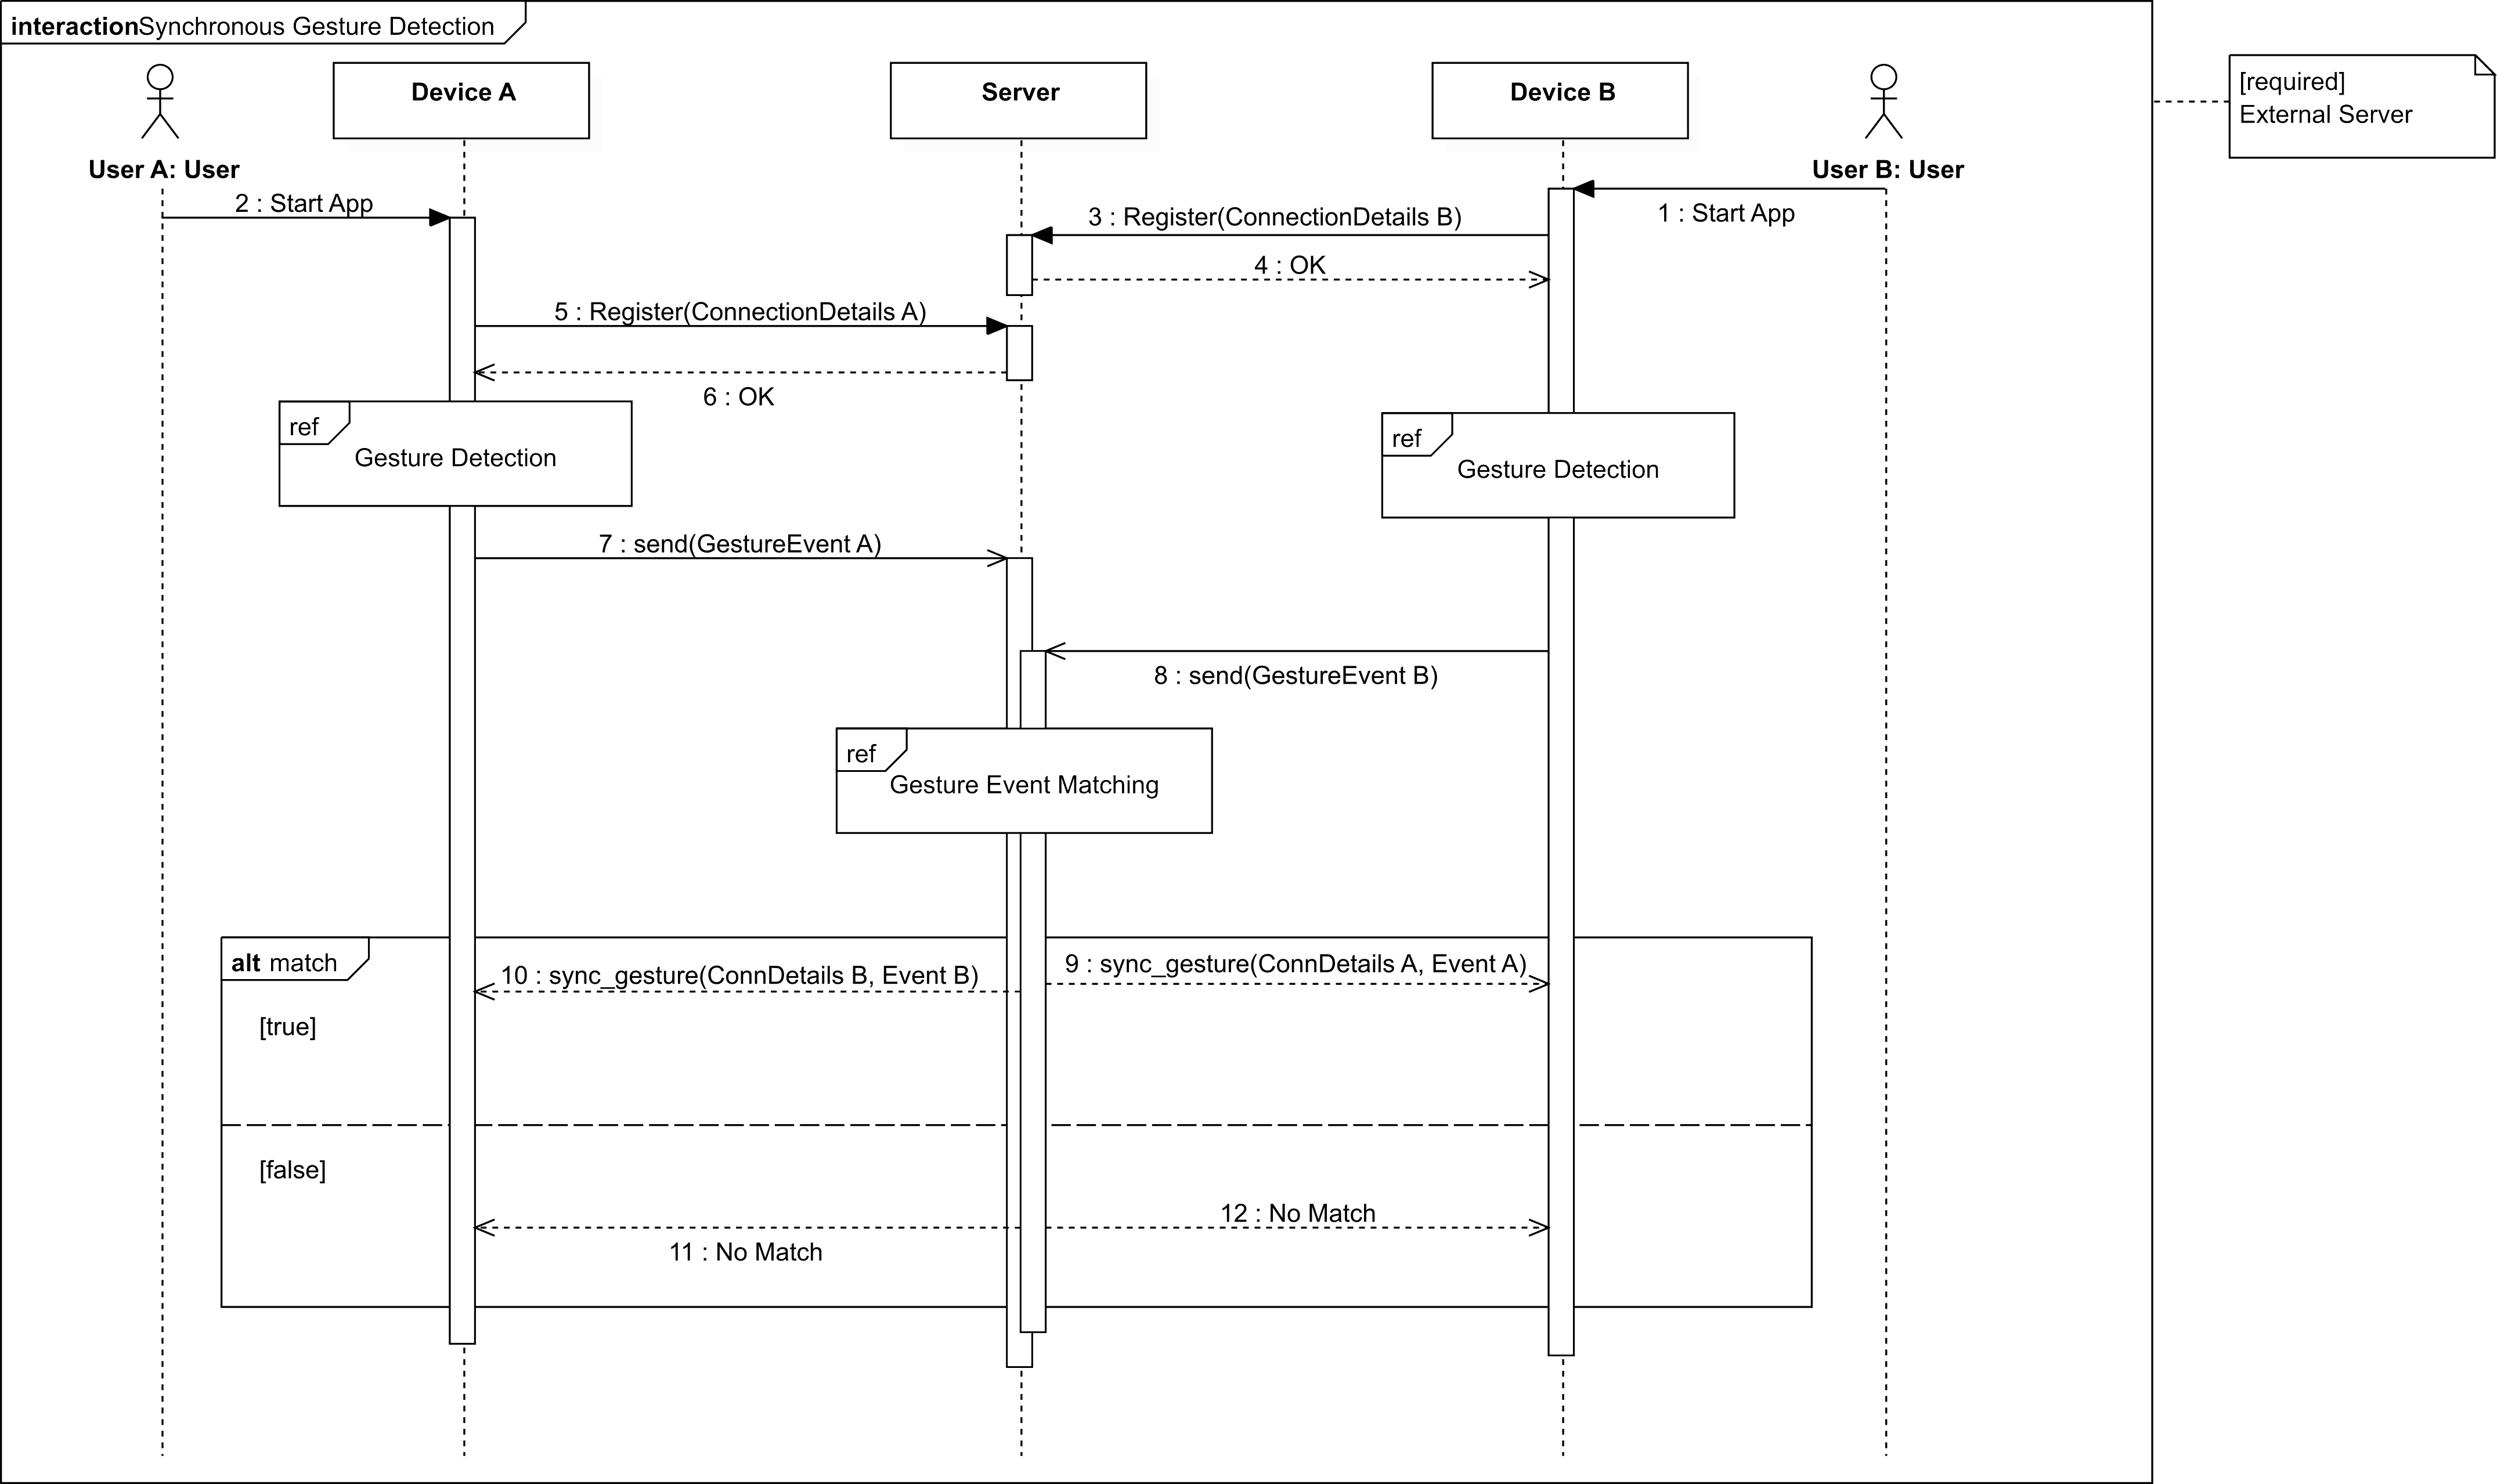 interactionSynchronous Gesture Detection
Device A
Server
Device B
[required]
External Server
User A: User
User B: User
2 : Start App
1 : Start App
3 : Register(ConnectionDetails B)
4 : OK
5 : Register(ConnectionDetails A)
6 : OK
ref
Gesture Detection
ref
Gesture Detection
7 : send(GestureEvent A)
8 : send(GestureEvent B)
ref
Gesture Event Matching
alt match
10 : sync_gesture(ConnDetails B, Event B)
9 : sync_gesture(ConnDetails A, Event A)
[true]
[false]
12 : No Match
11 : No Match